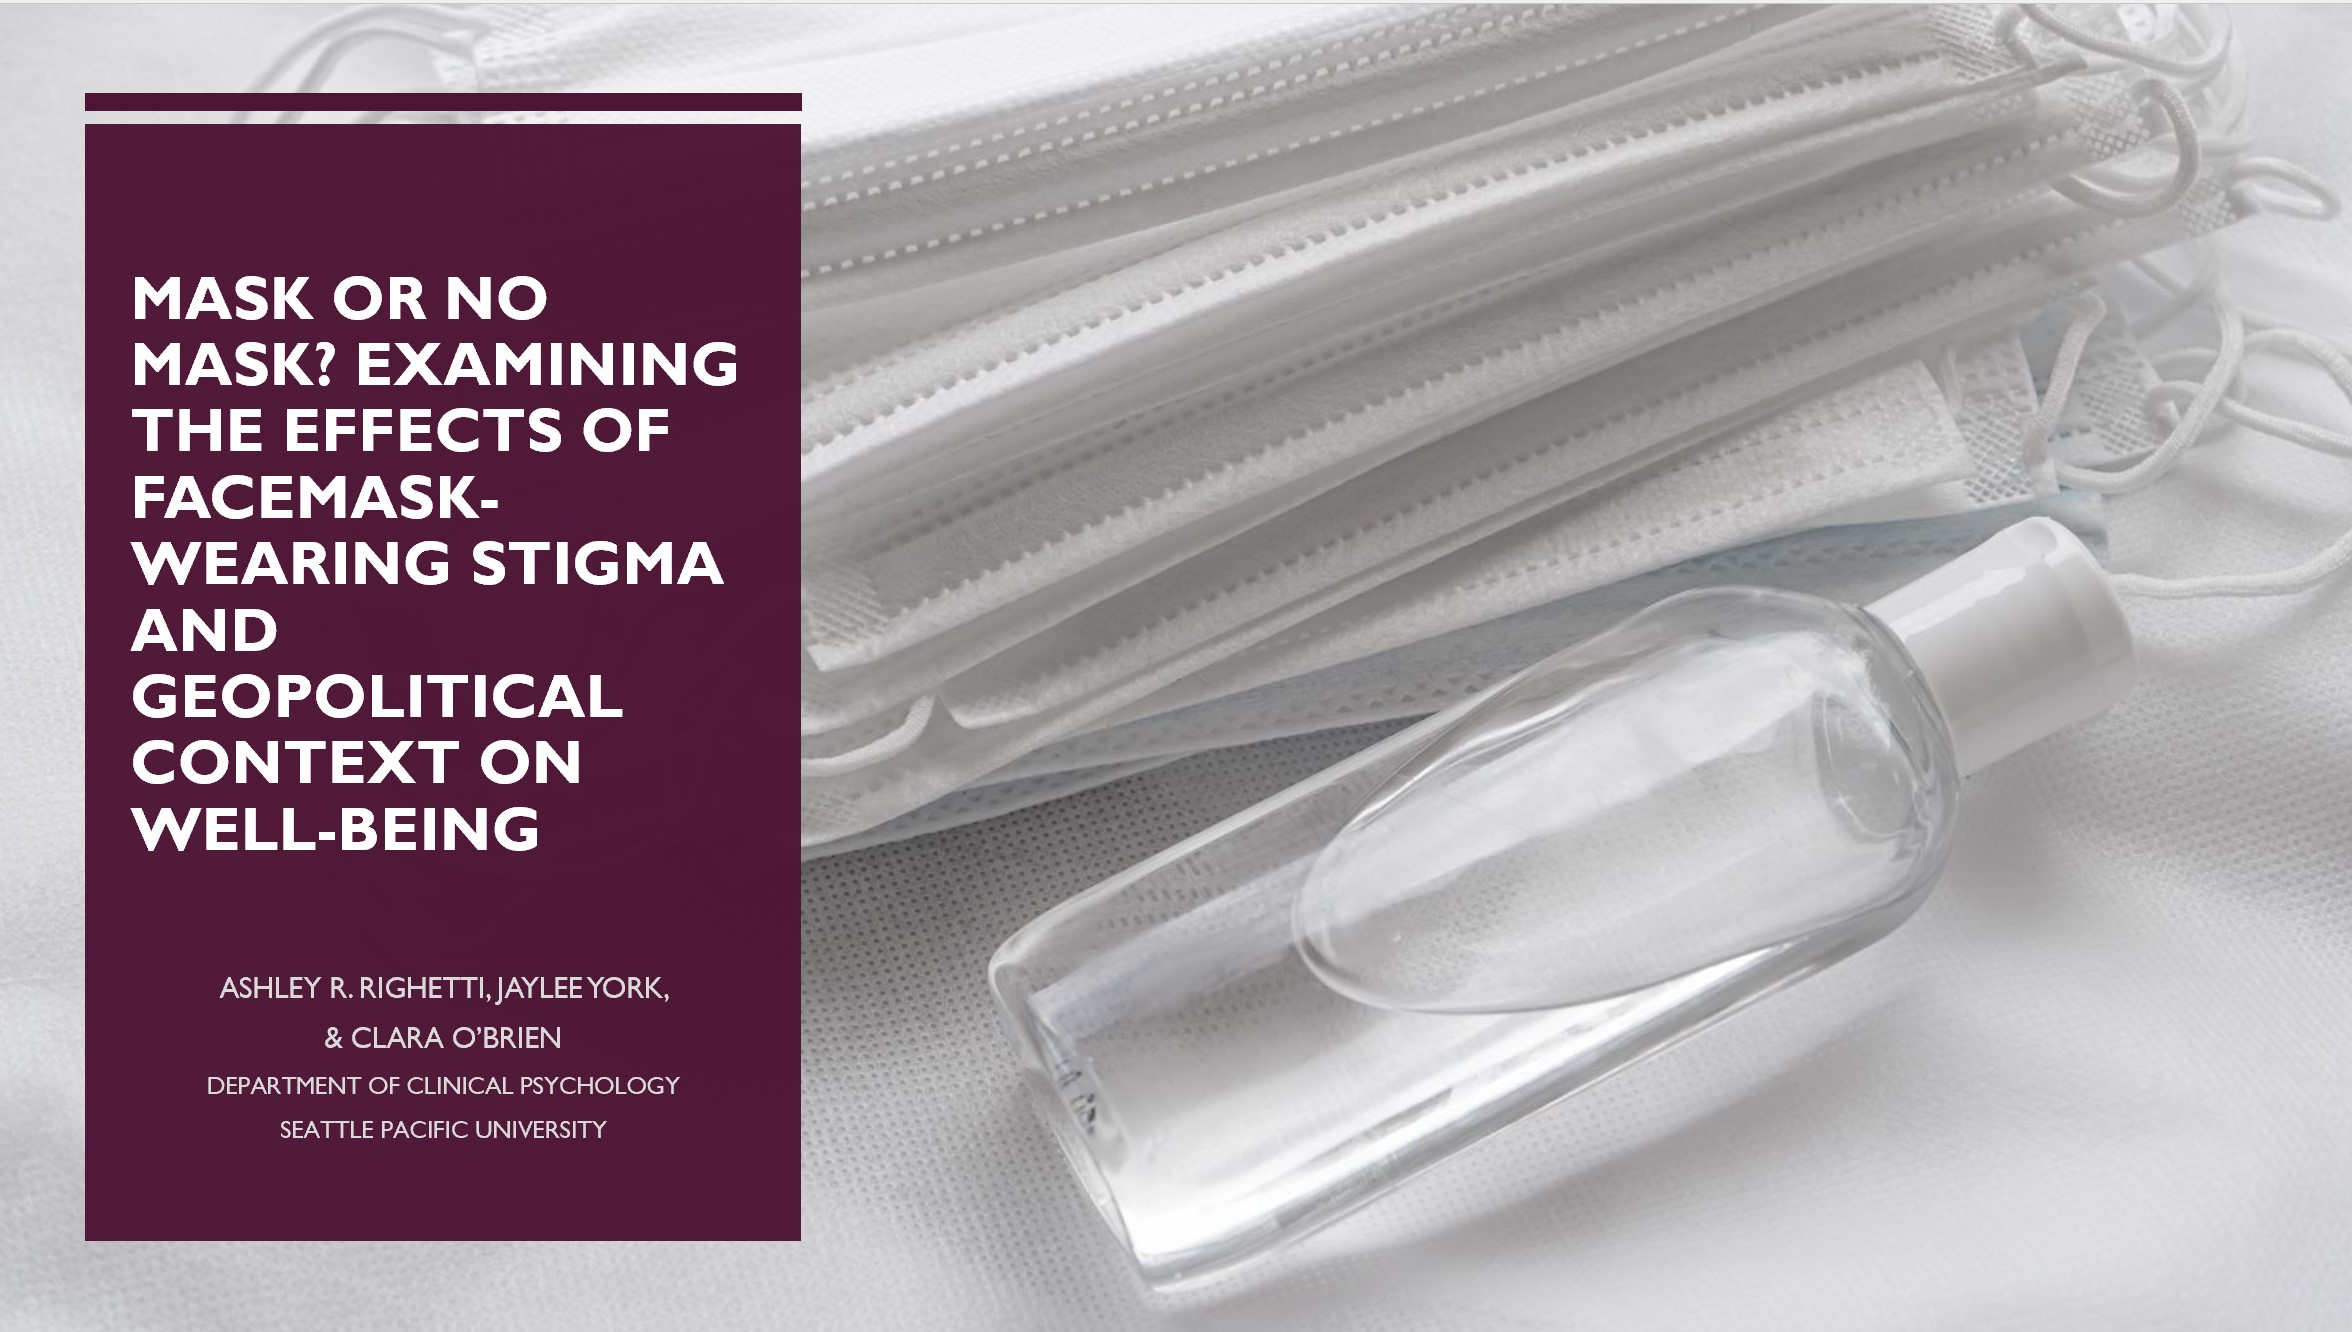 MASK OR NO
MASK? EXAMINING
THE EFFECTS OF
FACEMASK-
WEARING STIGMA
AND
GEOPOLITICAL
CONTEXT ON
WELL-BEING
ASHLEY R. RIGHETTI, JAYLEE YORK,
& CLARA O’BRIEN
DEPARTMENT OF CLINICAL PSYCHOLOGY
SEATTLE PACIFIC UNIVERSITY